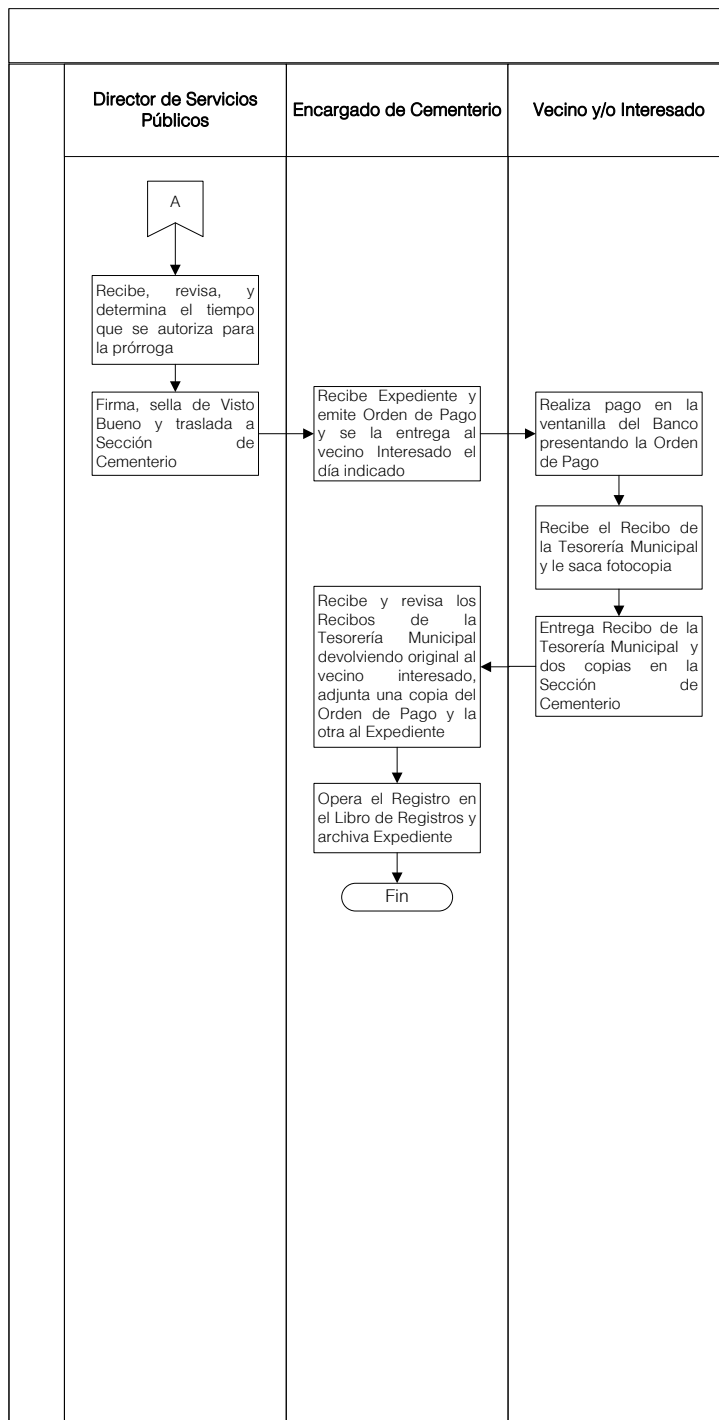 Director de Servicios
Públicos
Encargado de Cementerio
Vecino y/o Interesado
A
Recibe, revisa, y
determina el tiempo
que se autoriza para
la prórroga
Firma, sella de Visto
Bueno y traslada a
Sección de
Cementerio
Recibe Expediente y
emite Orden de Pago
y se la entrega al
vecino Interesado el
día indicado
Realiza pago en la
ventanilla del Banco
presentando la Orden
de Pago
Recibe el Recibo de
la Tesorería Municipal
y le saca fotocopia
Entrega Recibo de la
Tesorería Municipal y
dos copias en la
Sección de
Cementerio
Recibe y revisa los
Recibos de la
Tesorería Municipal
devolviendo original al
vecino interesado,
adjunta una copia del
Orden de Pago y la
otra al Expediente
Opera el Registro en
el Libro de Registros y
archiva Expediente
Fin